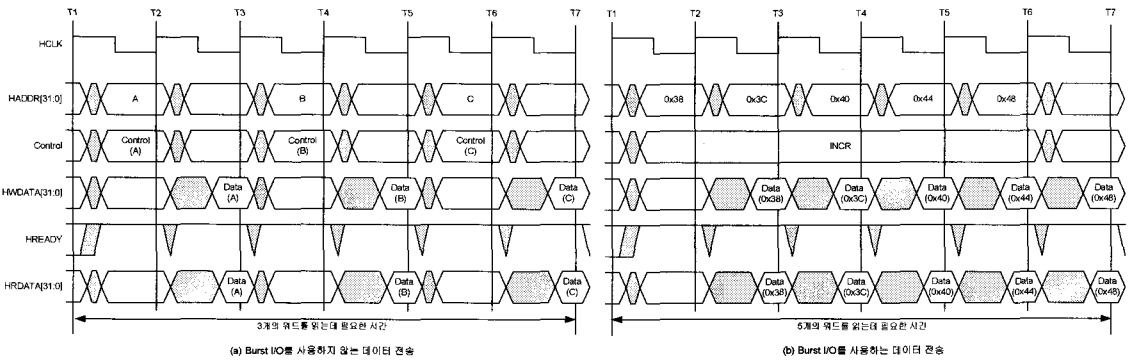 T1 T2 T3 T4 T5 T6 T7
HCLK
HADDR[31:0] A B C
Control Control (A) Control (B) Control (C)
HWDATA[31:0] Data (A) Data (B) Data (C)
HREADY
HRDATA[31:0] Data (A) Data (B) Data (C)
3개의 워드를 읽는데 필요한 시간
(a) Burst I/O를 사용하지 않는 데이터 전송
T1 T2 T3 T4 T5 T6 T7
0x38 0x3C 0x40 0x44 0x48
INCR
Data (0x38) Data (0x3C) Data (0x40) Data (0x44) Data (0x48)
Data (0x38) Data (0x3C) Data (0x40) Data (0x44) Data (0x48)
5개의 워드를 읽는데 필요한 시간
(b) Burst I/O를 사용하는 데이터 전송